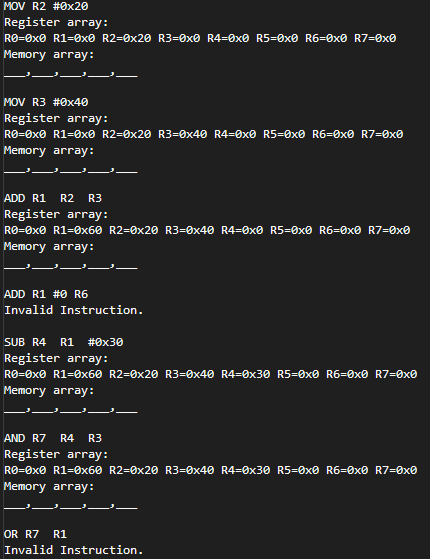 MOV R2 #0x20
Register array:
R0=0x0 R1=0x0 R2=0x20 R3=0x0 R4=0x0 R5=0x0 R6=0x0 R7=0x0
Memory array:
___,___,___,___,___
MOV R3 #0x40
Register array:
R0=0x0 R1=0x0 R2=0x20 R3=0x40 R4=0x0 R5=0x0 R6=0x0 R7=0x0
Memory array:
___,___,___,___,___
ADD R1  R2  R3
Register array:
R0=0x0 R1=0x60 R2=0x20 R3=0x40 R4=0x0 R5=0x0 R6=0x0 R7=0x0
Memory array:
___,___,___,___,___
ADD R1 #0 R6
Invalid Instruction.
SUB R4  R1  #0x30
Register array:
R0=0x0 R1=0x60 R2=0x20 R3=0x40 R4=0x30 R5=0x0 R6=0x0 R7=0x0
Memory array:
___,___,___,___,___
AND R7  R4  R3
Register array:
R0=0x0 R1=0x60 R2=0x20 R3=0x40 R4=0x30 R5=0x0 R6=0x0 R7=0x0
Memory array:
___,___,___,___,___
OR R7  R1
Invalid Instruction.